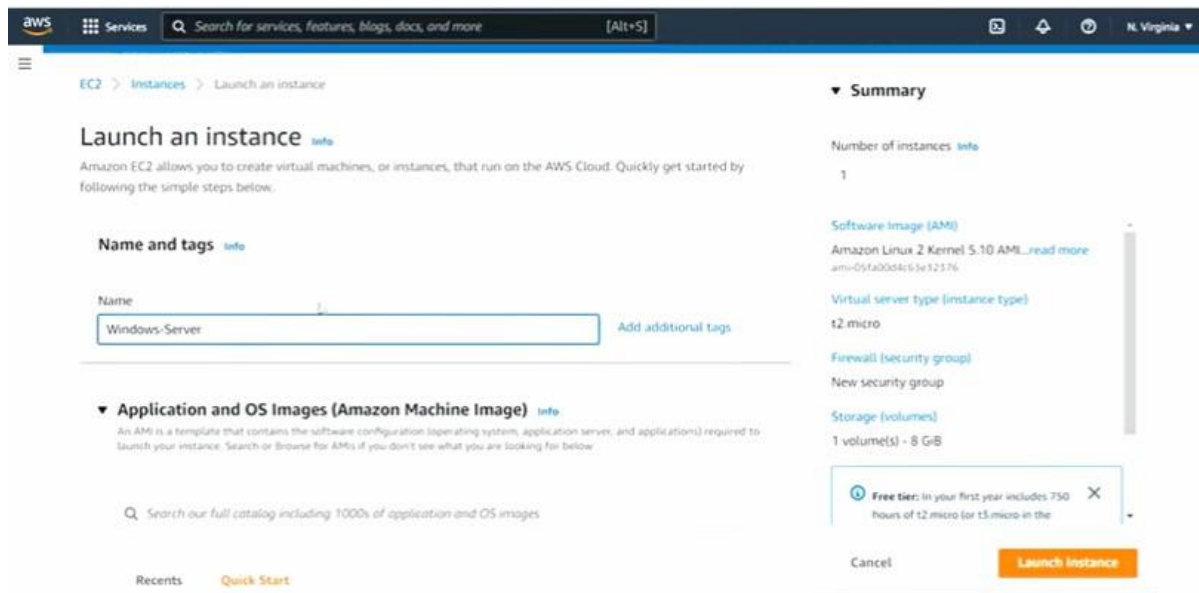 aws
Services
Search for services, features, blogs, docs, and more
[Alt+S]
N. Virginia
EC2 > Instances > Launch an instance
Launch an instance Info
Amazon EC2 allows you to create virtual machines, or instances, that run on the AWS Cloud. Quickly get started by
following the simple steps below.
Name and tags Info
Name
Windows-Server
Add additional tags
Application and OS Images (Amazon Machine Image) Info
An AMI is a template that contains the software configuration (operating system, application server, and applications) required to
launch your instance. Search or Browse for AMIs if you don't see what you are looking for below
Search our full catalog including 1000s of application and OS images
Recents
Quick Start
Summary
Number of instances Info
1
Software Image (AMI)
Amazon Linux 2 Kernel 5.10 AMI...read more
Virtual server type (instance type)
t2.micro
Firewall (security group)
New security group
Storage (volumes)
1 volume(s) - 8 GiB
Free tier: In your first year includes 750
hours of t2.micro (or t3.micro in the
Cancel
Launch Instance